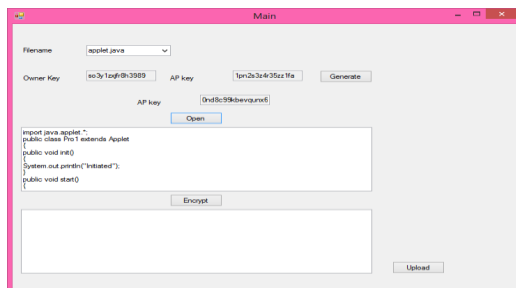 Main
Filename applet.java
Owner Key so3y1zxjfr8h3989 AP key 1pn2s3z4r35zz1fa Generate
AP key 0nd8c99kbevqunx6
Open
import java.applet.*;
public class Pro1 extends Applet
{
public void init()
{
System.out.println("Initiated");
}
public void start()
{
Encrypt
Upload